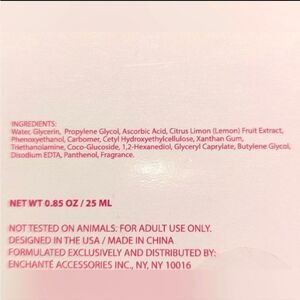 INGREDIENTS:
Water, Glycerin, Propylene Glycol, Ascorbic Acid, Citrus Limon (Lemon) Fruit Extract,
Phenoxyethanol, Carbomer, Cetyl Hydroxyethylcellulose, Xanthan Gum,
Triethanolamine, Coco-Glucoside, 1,2-Hexanediol, Glyceryl Caprylate, Butylene Glycol,
Disodium EDTA, Panthenol, Fragrance.
NET WT 0.85 OZ / 25 ML
NOT TESTED ON ANIMALS. FOR ADULT USE ONLY.
DESIGNED IN THE USA / MADE IN CHINA
FORMULATED EXCLUSIVELY AND DISTRIBUTED BY:
ENCHANTÉ ACCESSORIES INC., NY, NY 10016